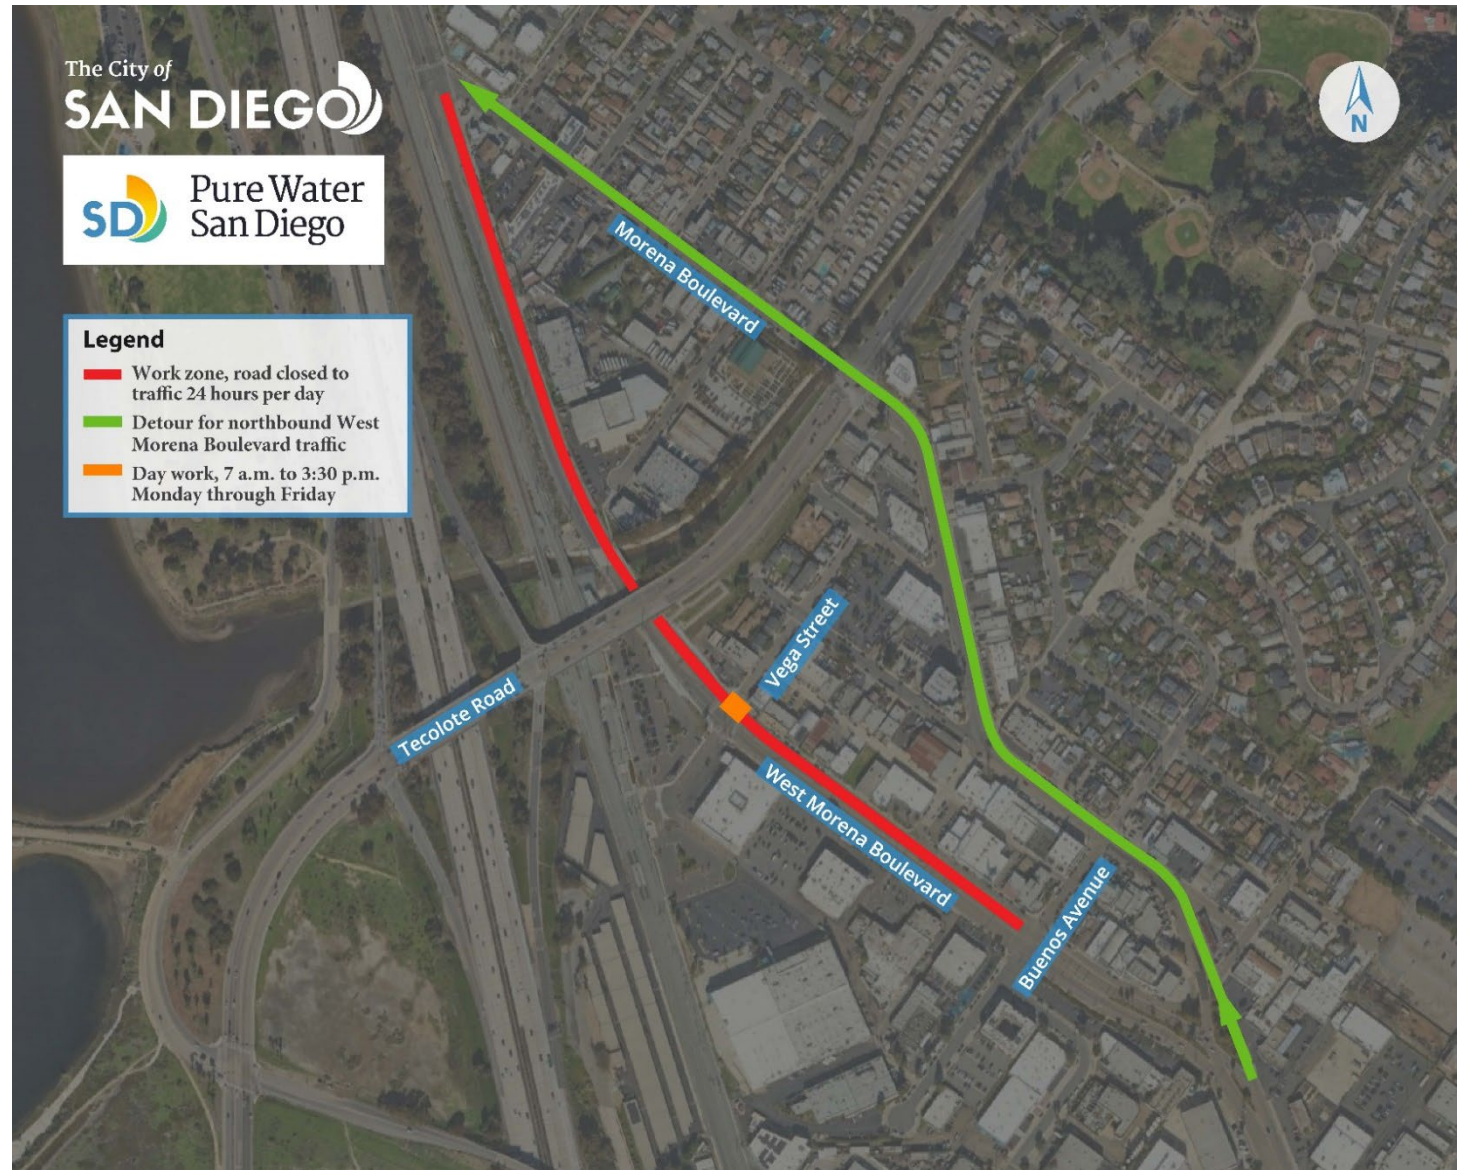 The City of
SAN DIEGO
SD
Pure Water
San Diego
Legend
Work zone, road closed to
traffic 24 hours per day
Detour for northbound West
Morena Boulevard traffic
Day work, 7 a.m. to 3:30 p.m.
Monday through Friday
N
Morena Boulevard
Vega Street
Tecolote Road
West Morena Boulevard
Buenos Avenue